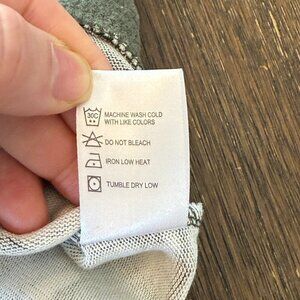 30C
MACHINE WASH COLD
WITH LIKE COLORS
DO NOT BLEACH
IRON LOW HEAT
TUMBLE DRY LOW